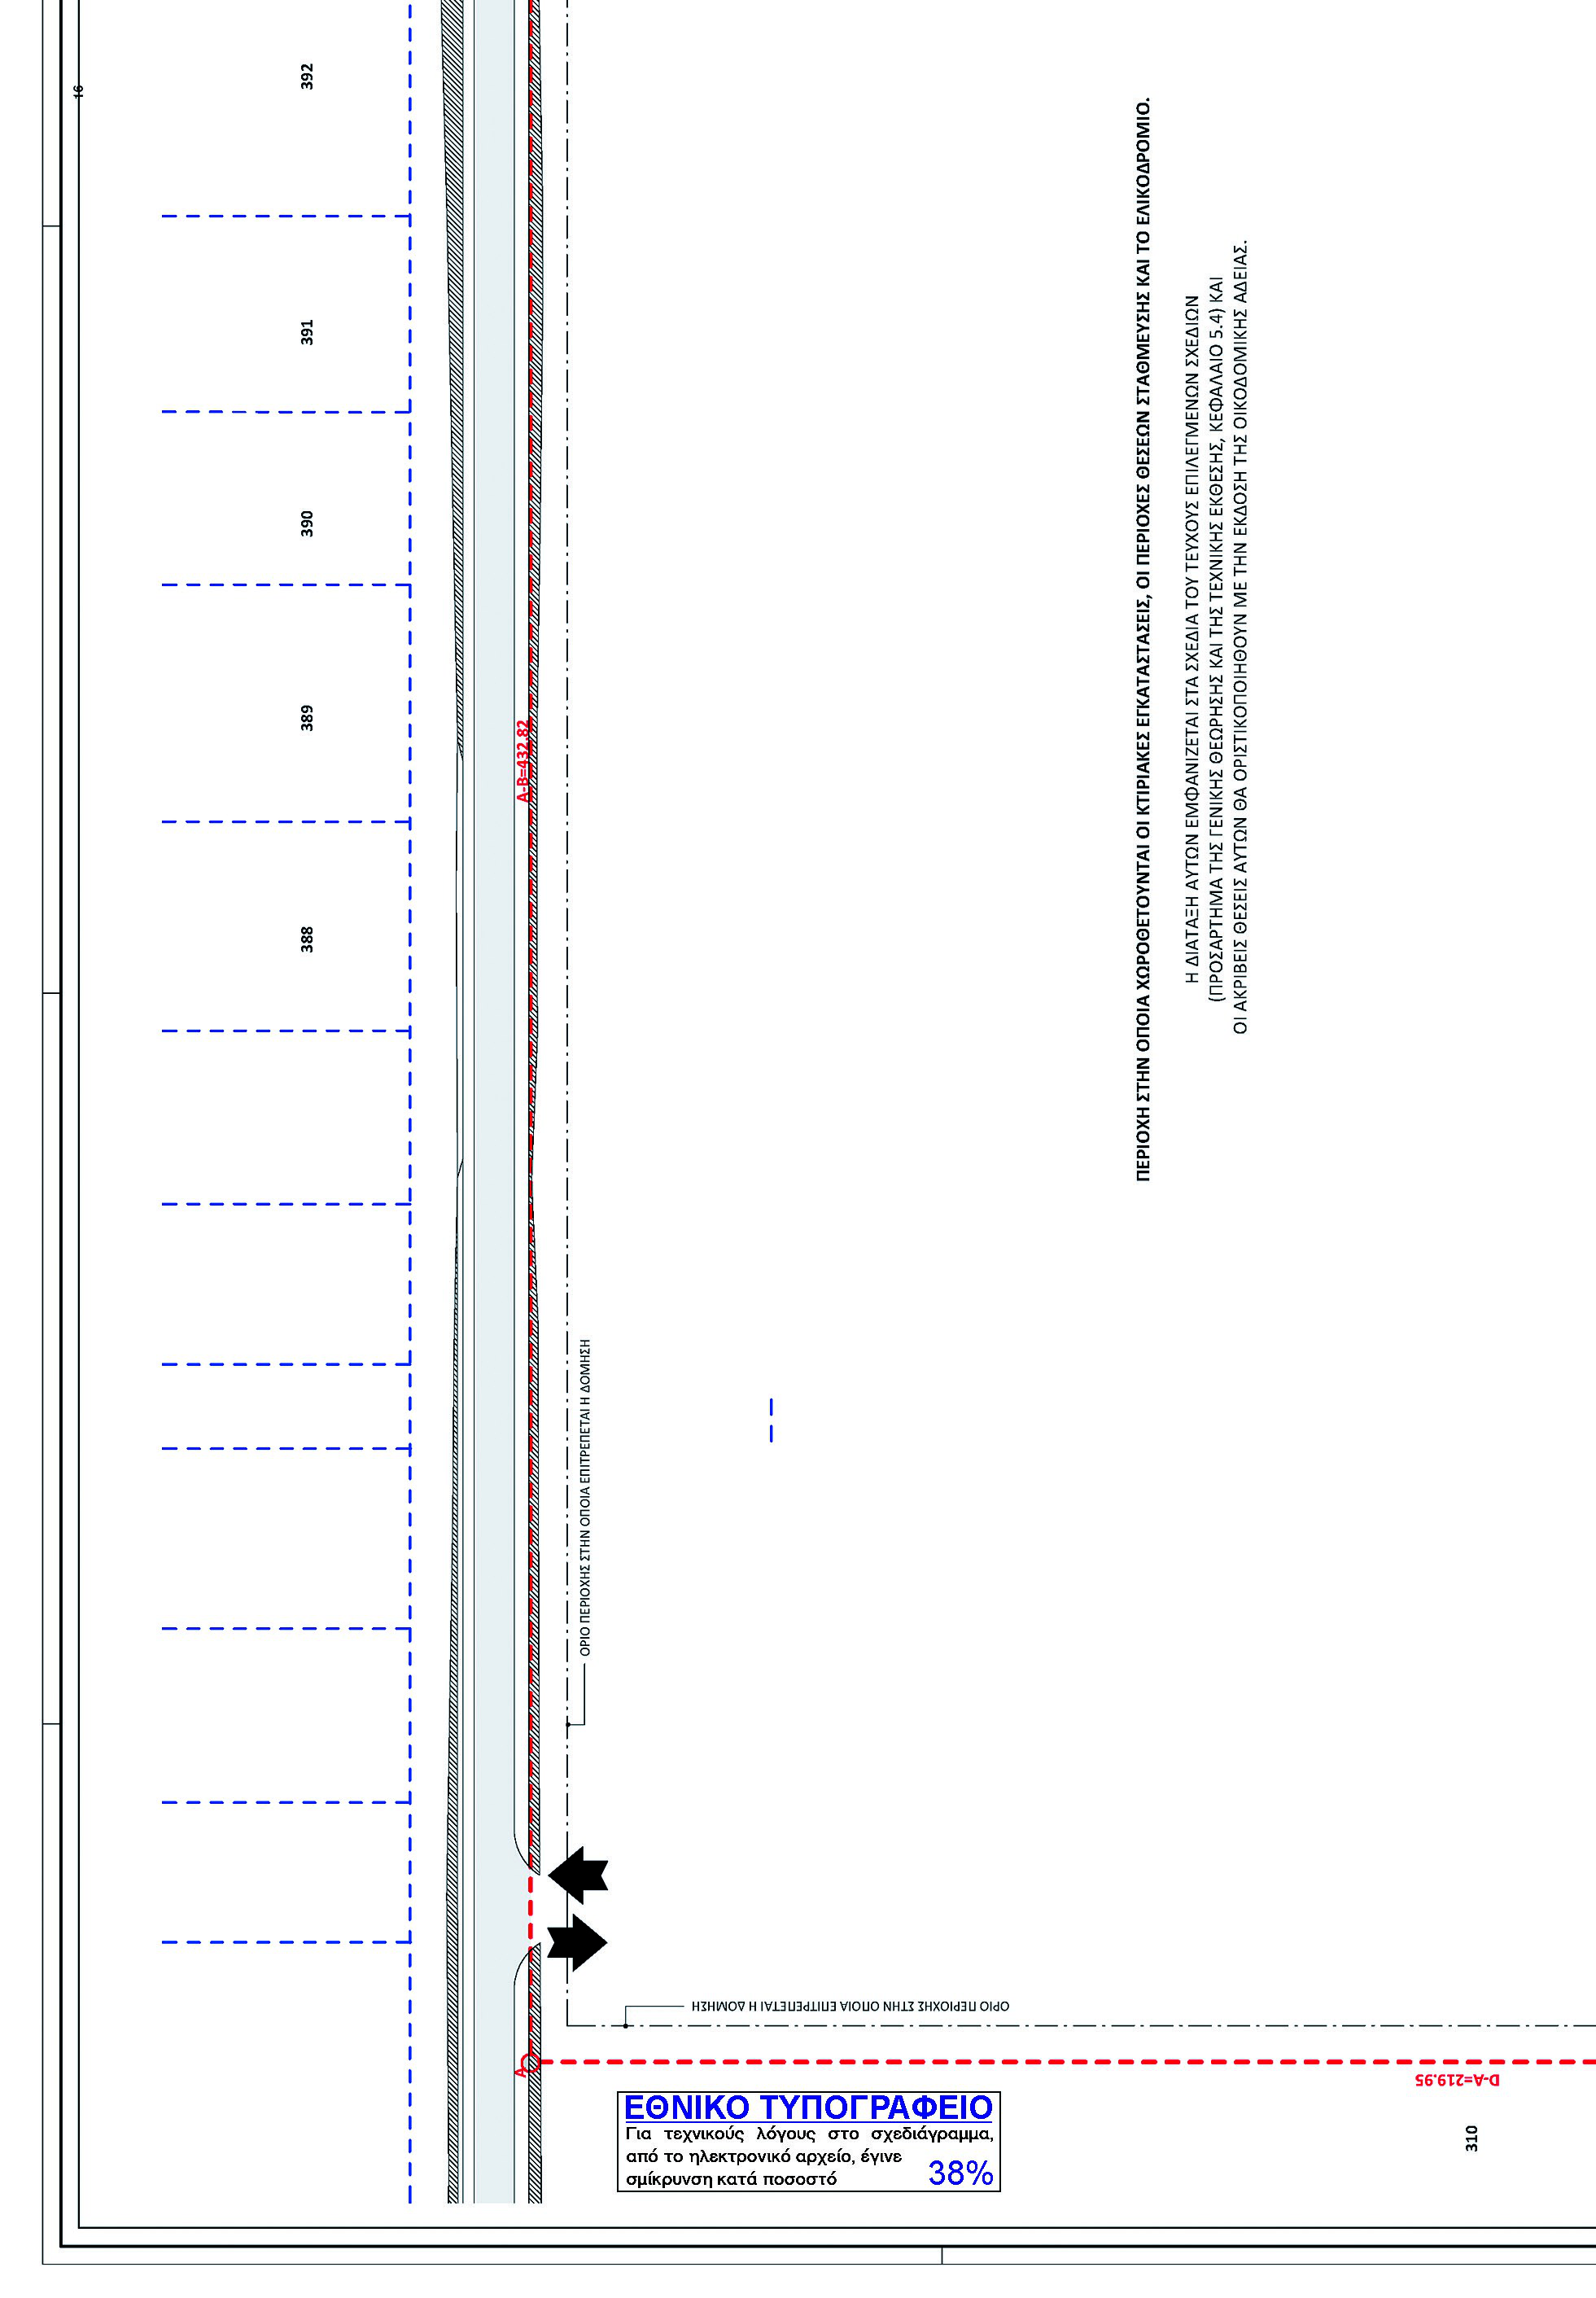 16
392
391
390
389
388
A-B=432.82
ΠΕΡΙΟΧΗ ΣΤΗΝ ΟΠΟΙΑ ΧΩΡΟΘΕΤΟΥΝΤΑΙ ΟΙ ΚΤΙΡΙΑΚΕΣ ΕΓΚΑΤΑΣΤΑΣΕΙΣ, ΟΙ ΠΕΡΙΟΧΕΣ ΘΕΣΕΩΝ ΣΤΑΘΜΕΥΣΗΣ ΚΑΙ ΤΟ ΕΛΙΚΟΔΡΟΜΙΟ.
Η ΔΙΑΤΑΞΗ ΑΥΤΩΝ ΕΜΦΑΝΙΖΕΤΑΙ ΣΤΑ ΣΧΕΔΙΑ ΤΟΥ ΤΕΥΧΟΥΣ ΕΠΙΛΕΓΜΕΝΩΝ ΣΧΕΔΙΩΝ
(ΠΡΟΣΑΡΤΗΜΑ ΤΗΣ ΓΕΝΙΚΗΣ ΘΕΩΡΗΣΗΣ ΚΑΙ ΤΗΣ ΤΕΧΝΙΚΗΣ ΕΚΘΕΣΗΣ, ΚΕΦΑΛΑΙΟ 5.4) ΚΑΙ
ΟΙ ΑΚΡΙΒΕΙΣ ΘΕΣΕΙΣ ΑΥΤΩΝ ΘΑ ΟΡΙΣΤΙΚΟΠΟΙΗΘΟΥΝ ΜΕ ΤΗΝ ΕΚΔΟΣΗ ΤΗΣ ΟΙΚΟΔΟΜΙΚΗΣ ΑΔΕΙΑΣ.
ΟΡΙΟ ΠΕΡΙΟΧΗΣ ΣΤΗΝ ΟΠΟΙΑ ΕΠΙΤΡΕΠΕΤΑΙ Η ΔΟΜΗΣΗ
ΟΡΙΟ ΠΕΡΙΟΧΗΣ ΣΤΗΝ ΟΠΟΙΑ ΕΠΙΤΡΕΠΕΤΑΙ Η ΔΟΜΗΣΗ
A
D-A=219.95
310
ΕΘΝΙΚΟ ΤΥΠΟΓΡΑΦΕΙΟ
Για τεχνικούς λόγους στο σχεδιάγραμμα,
από το ηλεκτρονικό αρχείο, έγινε
σμίκρυνση κατά ποσοστό 38%